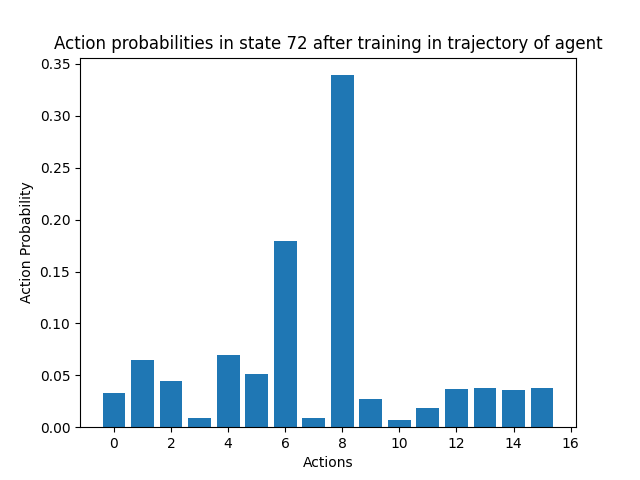 Action probabilities in state 72 after training in trajectory of agent
0.35
0.30
0.25
0.20
0.15
0.10
0.05
0.00
Action Probability
0 2 4 6 8 10 12 14 16
Actions